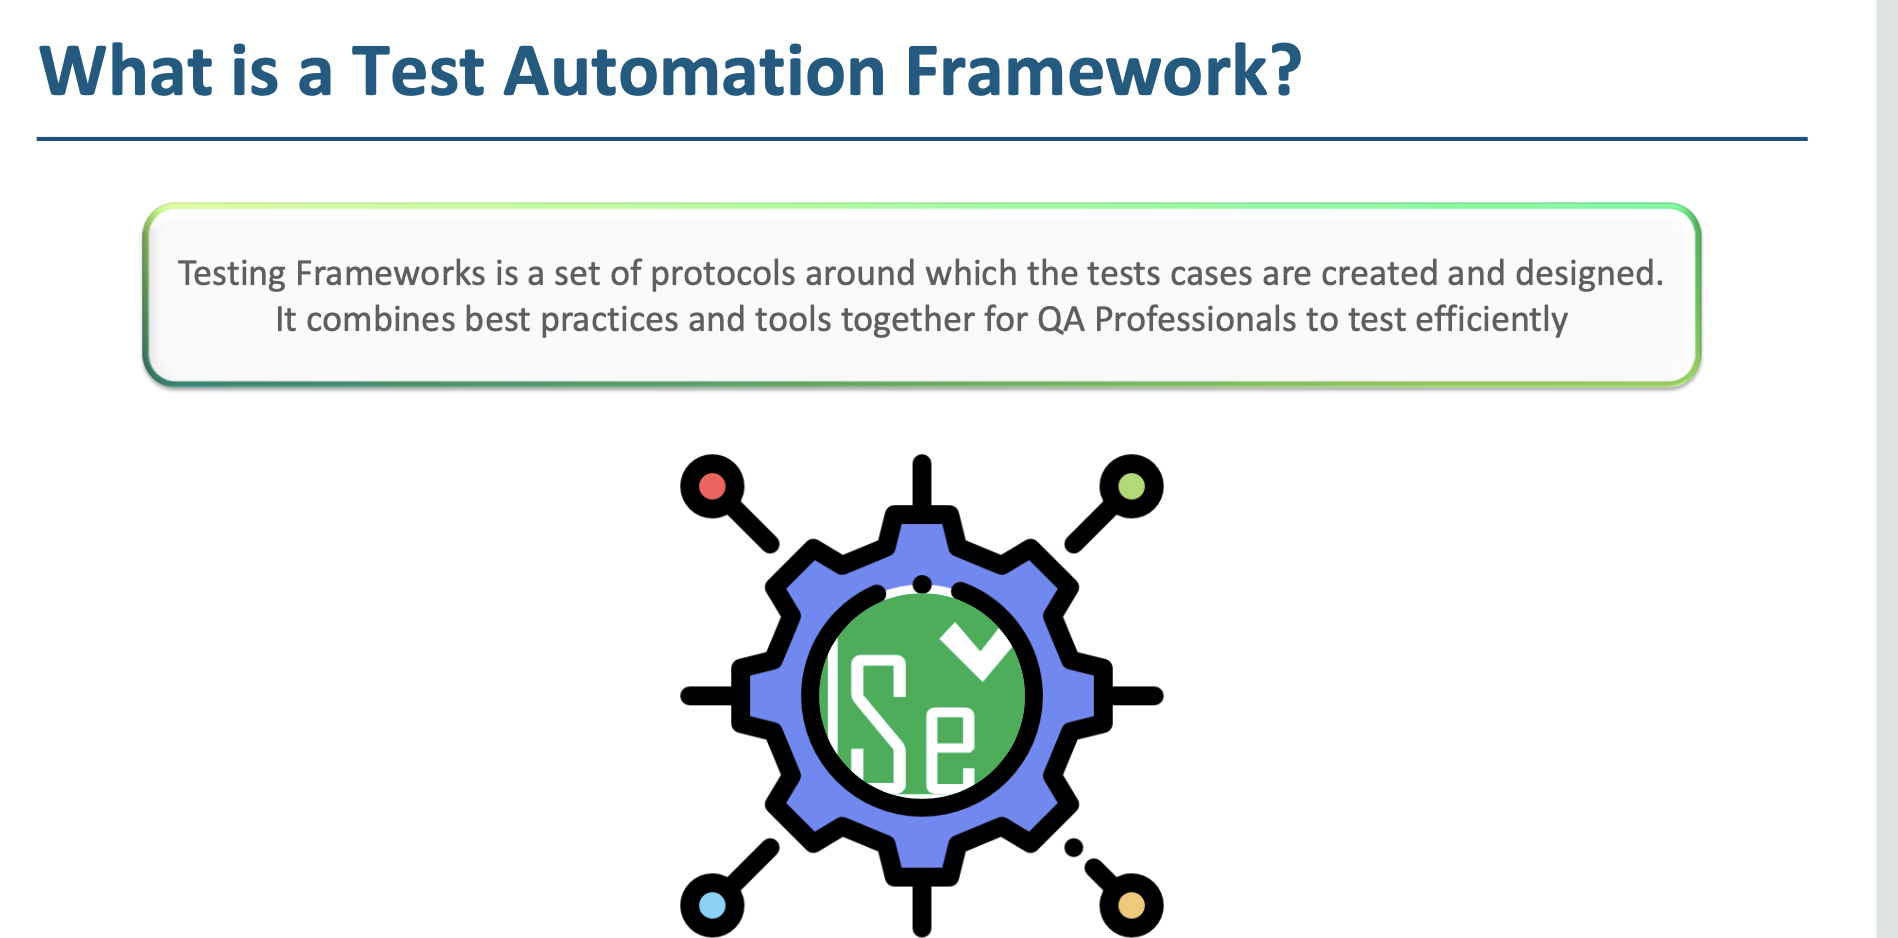 What is a Test Automation Framework?
Testing Frameworks is a set of protocols around which the tests cases are created and designed.
It combines best practices and tools together for QA Professionals to test efficiently
Se